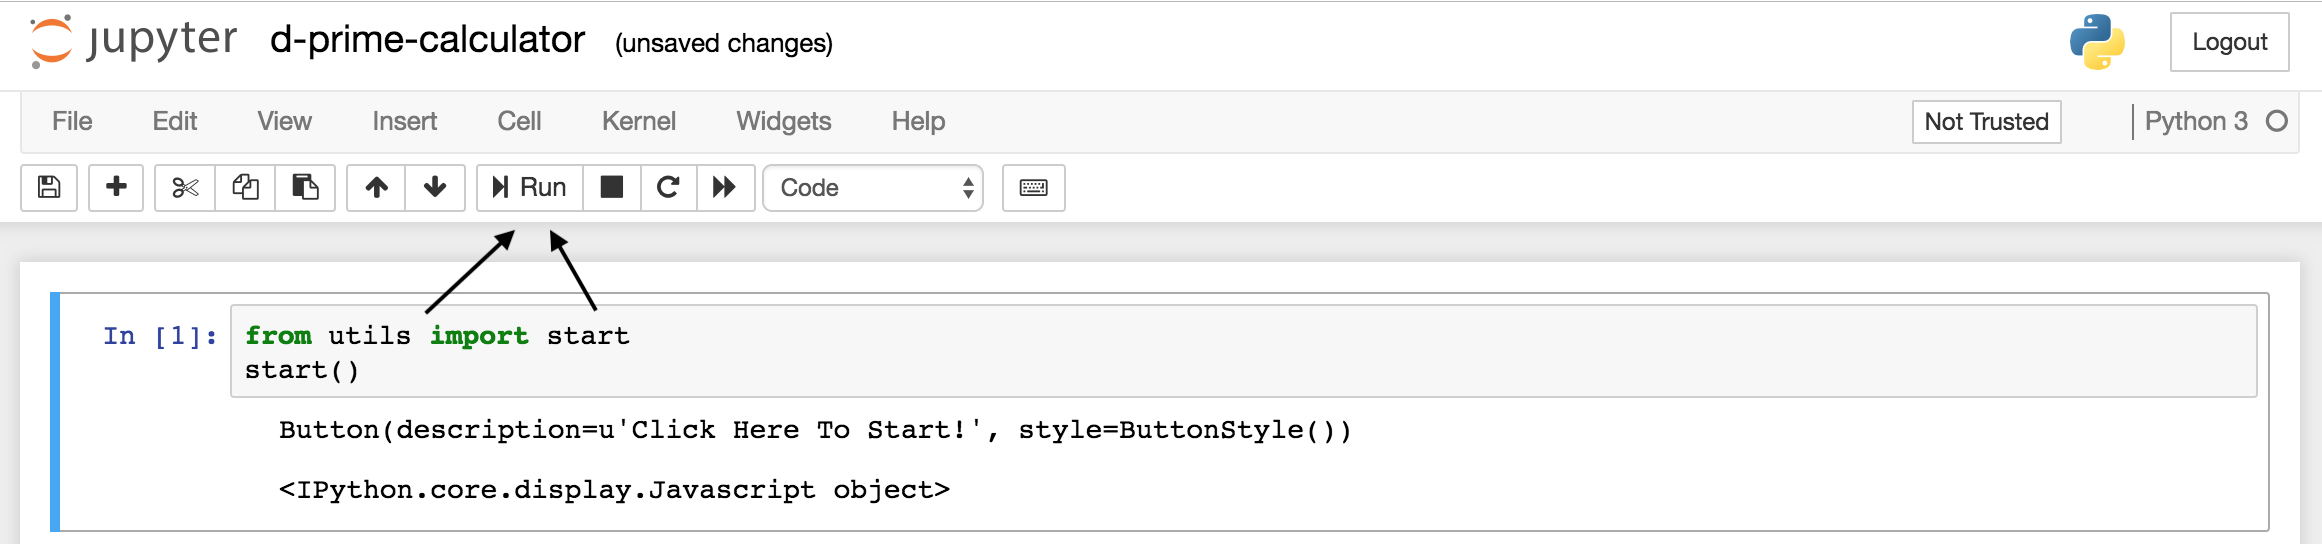 jupyter d-prime-calculator (unsaved changes) Logout
File Edit View Insert Cell Kernel Widgets Help Not Trusted Python 3
Run Code
In [1]: from utils import start
start()
Button(description=u'Click Here To Start!', style=ButtonStyle())
<IPython.core.display.Javascript object>